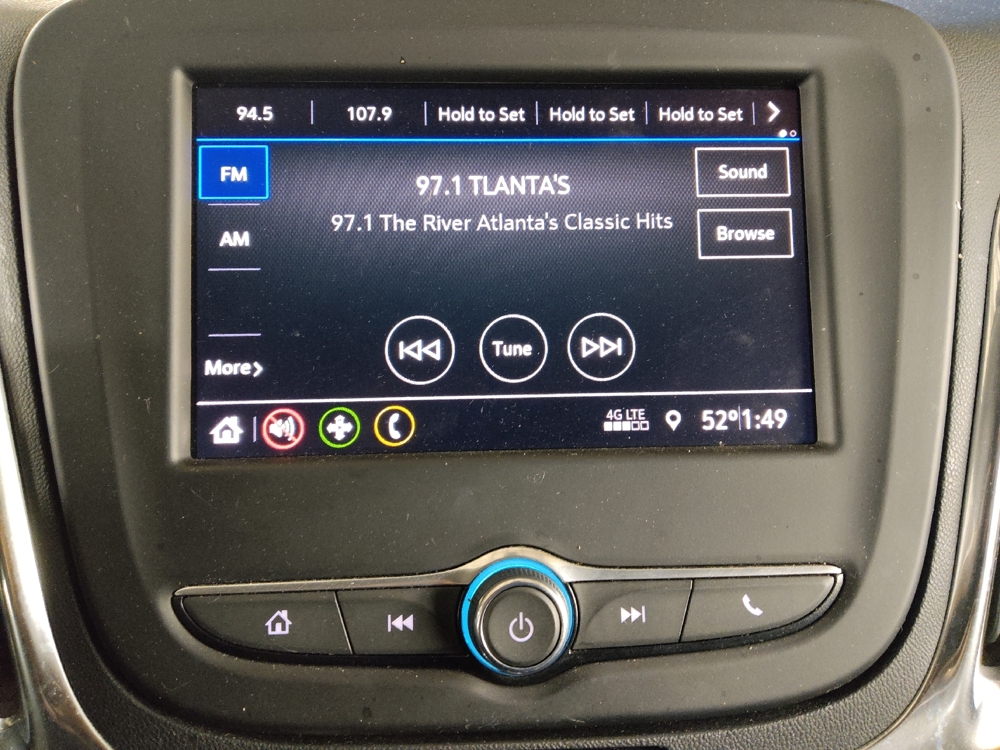 94.5 107.9 Hold to Set Hold to Set Hold to Set
FM
97.1 TLANTA'S
Sound
97.1 The River Atlanta's Classic Hits
AM
Browse
Tune
More
4G LTE
52° 1:49